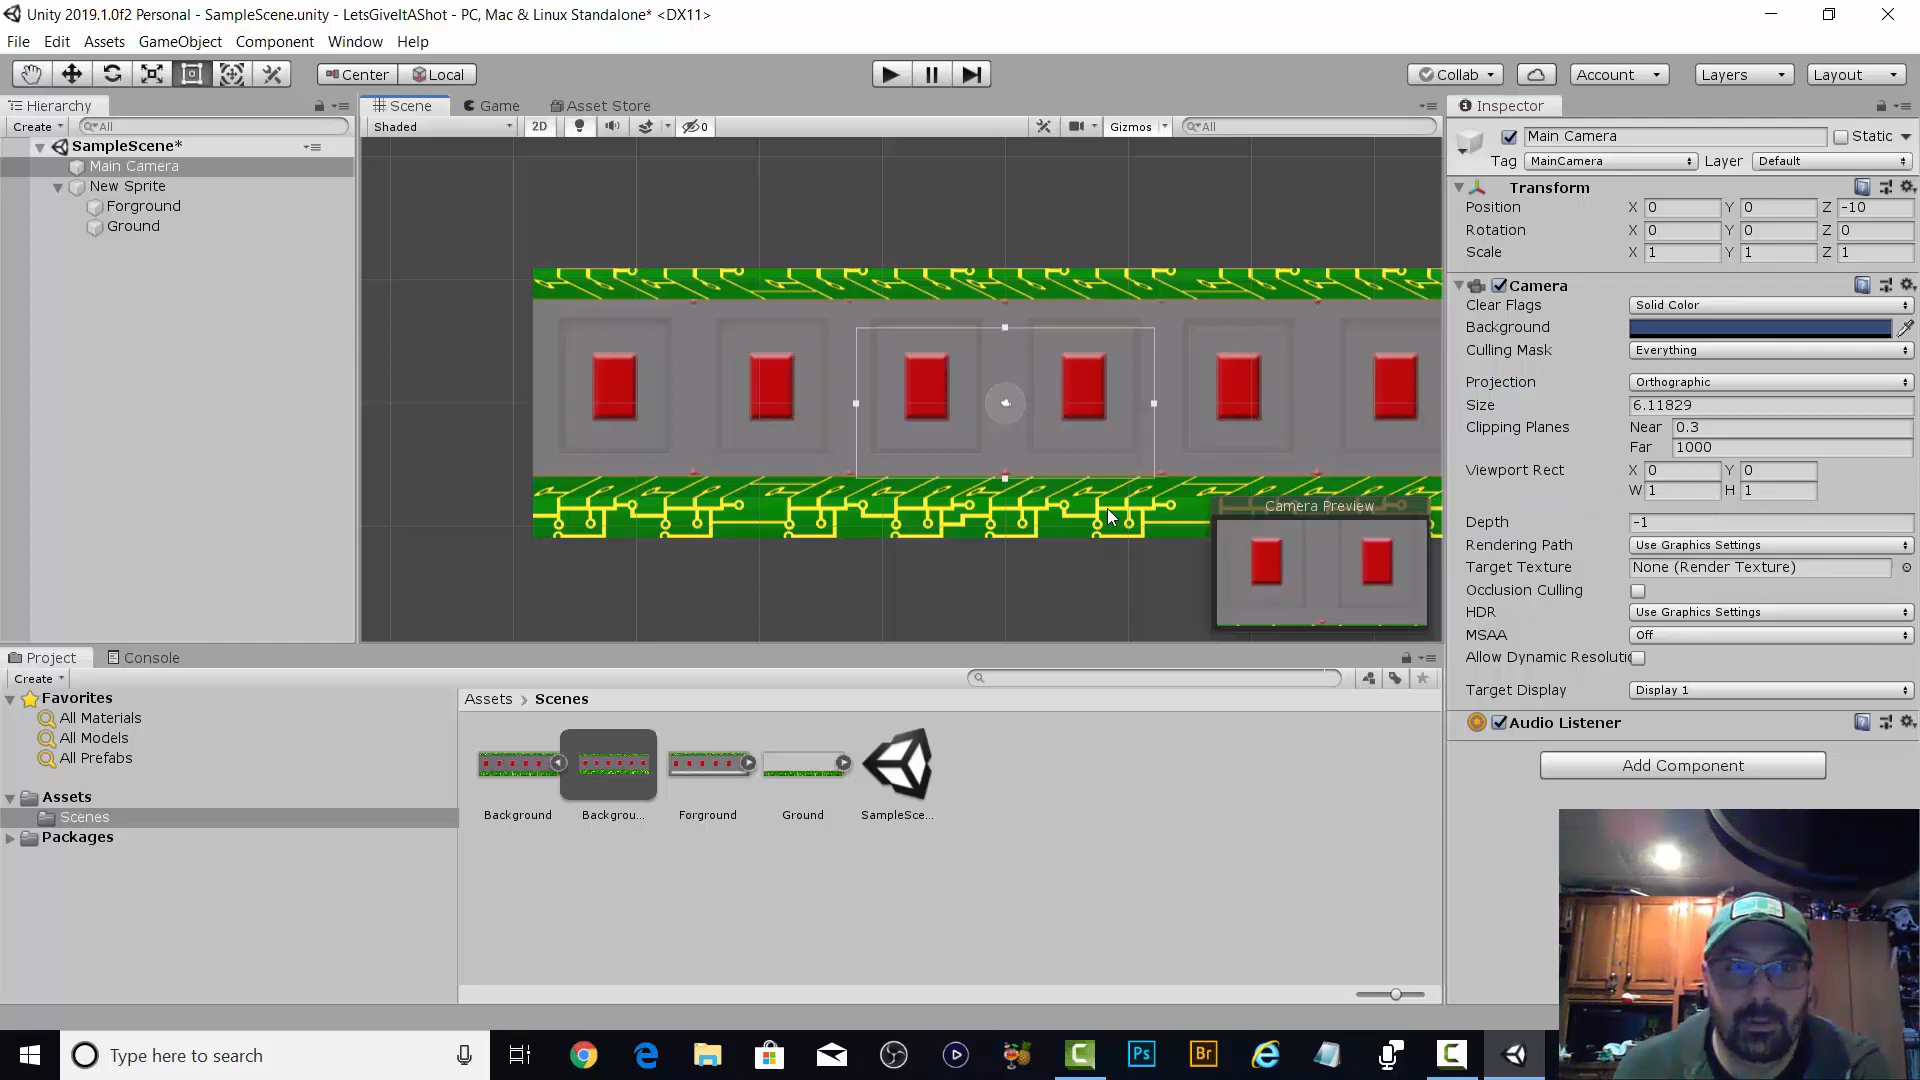 Unity 2019.1.0f2 Personal - SampleScene.unity - LetsGiveItAShot - PC, Mac & Linux Standalone* <DX11>
File Edit Assets GameObject Component Window Help
Center Local
Collab Account Layers Layout
Hierarchy
Create All
SampleScene*
Main Camera
New Sprite
Forground
Ground
Scene Game Asset Store
Shaded 2D 0 Gizmos All
Camera Preview
Inspector
Main Camera Static
Tag MainCamera Layer Default
Transform
Position X 0 Y 0 Z -10
Rotation X 0 Y 0 Z 0
Scale X 1 Y 1 Z 1
Camera
Clear Flags Solid Color
Background
Culling Mask Everything
Projection Orthographic
Size 6.11829
Clipping Planes Near 0.3
Far 1000
Viewport Rect X 0 Y 0
W 1 H 1
Depth -1
Rendering Path Use Graphics Settings
Target Texture None (Render Texture)
Occlusion Culling
HDR Use Graphics Settings
MSAA Off
Allow Dynamic Resolutic
Target Display Display 1
Audio Listener
Add Component
Project Console
Create
Favorites
All Materials
All Models
All Prefabs
Assets
Scenes
Packages
Assets > Scenes
Background Backgrou... Forground Ground SampleSce...
Type here to search
Ps Br